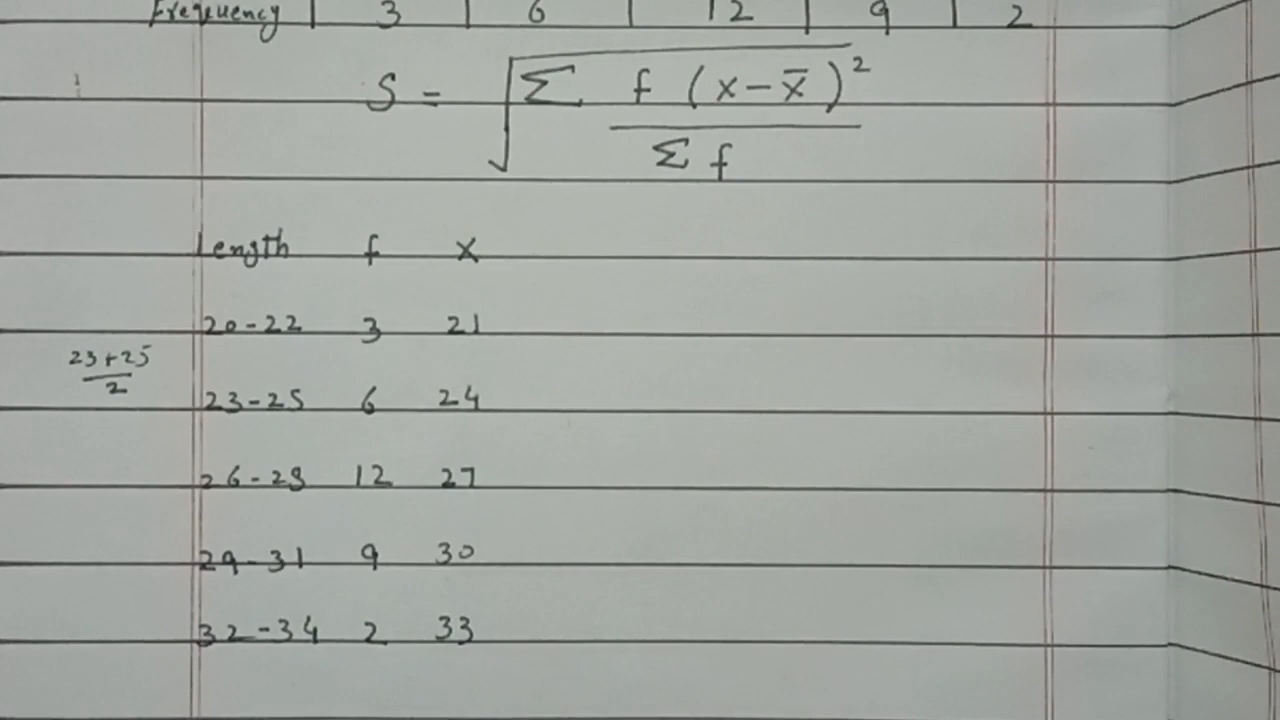 Frequency 3 6 12 9 2
S = √ Σ f (x - x̄)² / Σ f
Length f x
20-22 3 21
23+25 / 2
23-25 6 24
26-28 12 27
29-31 9 30
32-34 2 33